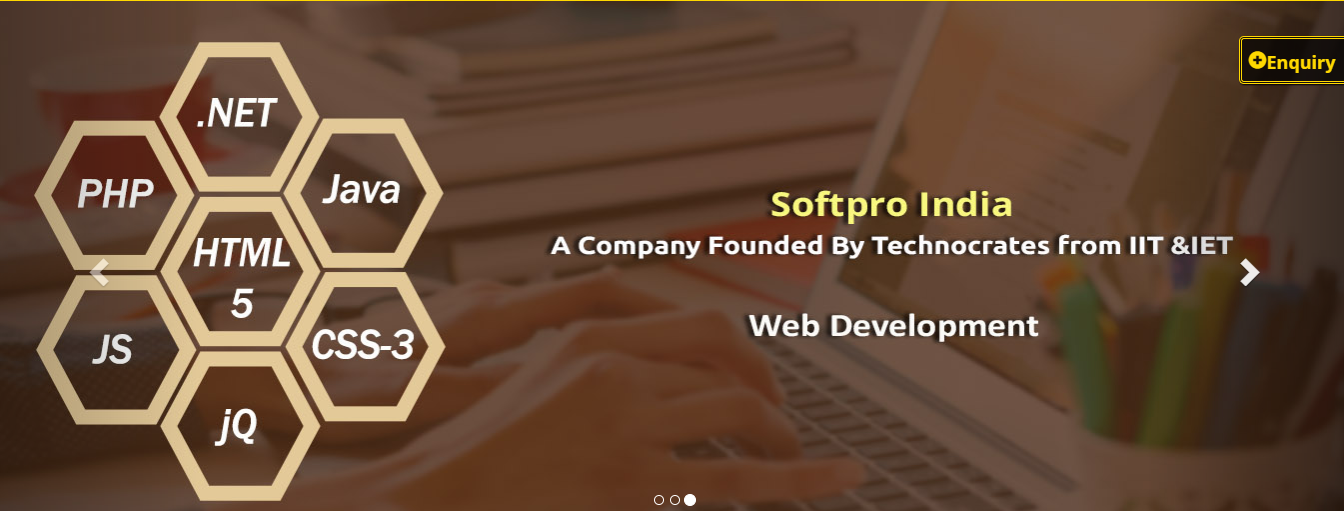 .NET
PHP
Java
HTML
5
JS
CSS-3
jQ
Enquiry
Softpro India
A Company Founded By Technocrates from IIT &IET
Web Development